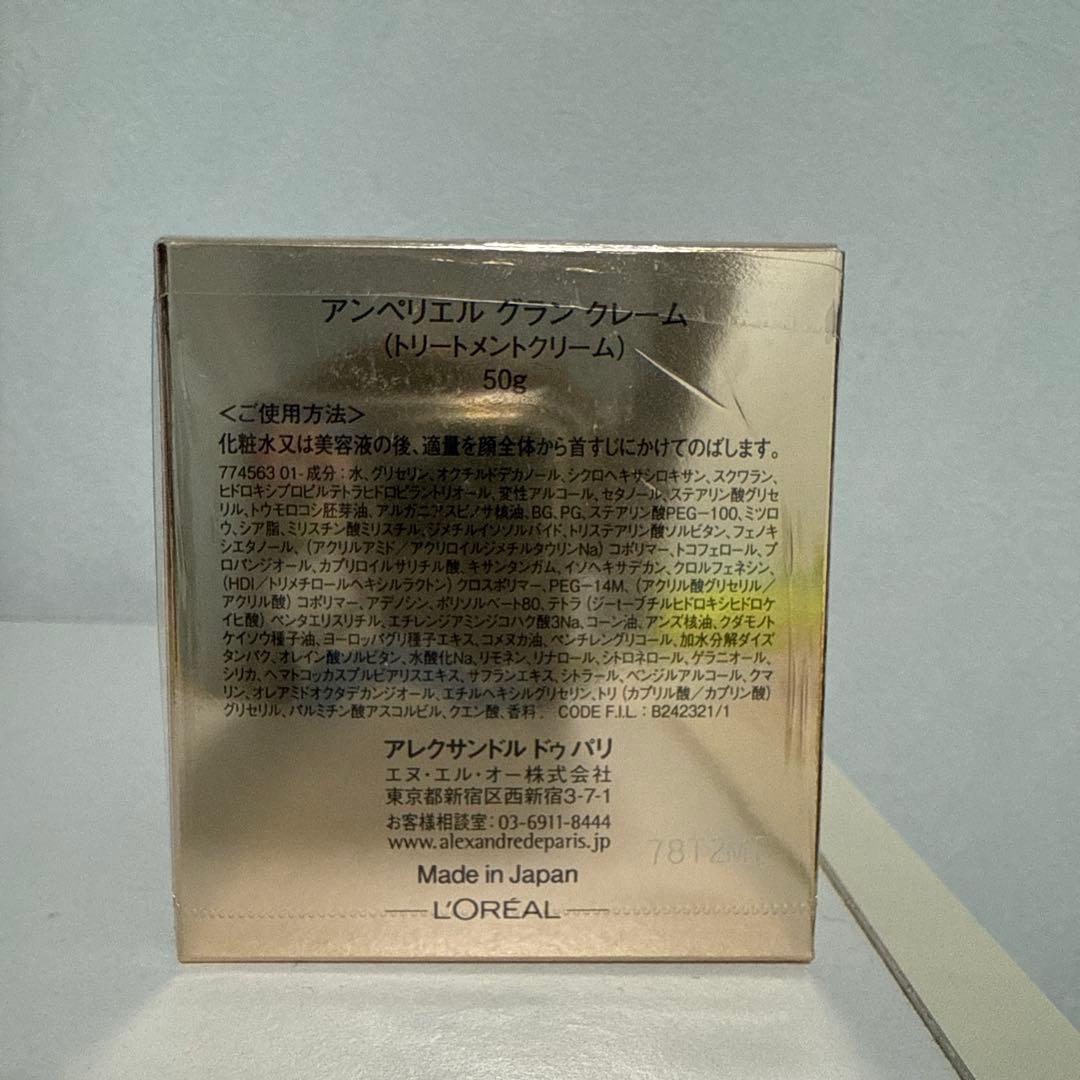 アンペリエル グラン クレーム
(トリートメントクリーム)
50g
<ご使用方法>
化粧水又は美容液の後、適量を顔全体から首すじにかけてのばします。
774563 01- 成分：水、グリセリン、オクチルドデカノール、シクロヘキサシロキサン、スクワラン、
ヒドロキシプロピルテトラヒドロピラントリオール、変性アルコール、セタノール、ステアリン酸グリセ
リル、トウモロコシ胚芽油、アルガニアスピノサ核油、BG、PG、ステアリン酸PEG-100、ミツロ
ウ、シア脂、ミリスチン酸ミリスチル、ジメチルイソソルバイド、トリステアリン酸ソルビタン、フェノキ
シエタノール、（アクリルアミド／アクリロイルジメチルタウリンNa）コポリマー、トコフェロール、プ
ロパンジオール、カプリロイルサリチル酸、キサンタンガム、イソヘキサデカン、クロルフェネシン、
（HDI／トリメチロールヘキシルラクトン）クロスポリマー、PEG-14M、（アクリル酸グリセリル／
アクリル酸）コポリマー、アデノシン、ポリソルベート80、テトラ（ジ-t-ブチルヒドロキシヒドロケ
イヒ酸）ペンタエリスリチル、エチレンジアミンジコハク酸3Na、コーン油、アンズ核油、クダモノト
ケイソウ種子油、ヨーロッパグリ種子エキス、コメヌカ油、ペンチレングリコール、加水分解ダイズ
タンパク、オレイン酸ソルビタン、水酸化Na、リモネン、リナロール、シトロネロール、ゲラニオール、
シリカ、ヘマトコッカスプルビアリスエキス、サフランエキス、シトラール、ベンジルアルコール、クマ
リン、オレアミドオクタデカンジオール、エチルヘキシルグリセリン、トリ（カプリル酸／カプリン酸）
グリセリル、パルミチン酸アスコルビル、クエン酸、香料. CODE F.I.L.：B242321/1
アレクサンドル ドゥ パリ
エヌ・エル・オー株式会社
東京都新宿区西新宿3-7-1
お客様相談室：03-6911-8444
www.alexandredeparis.jp
Made in Japan
L'ORÉAL